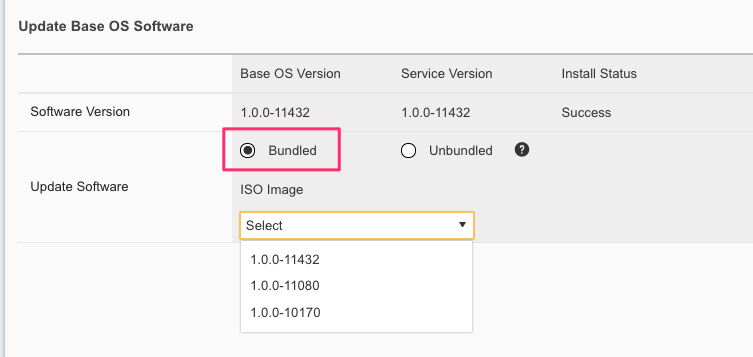 Update Base OS Software
Base OS Version Service Version Install Status
Software Version 1.0.0-11432 1.0.0-11432 Success
Bundled Unbundled ?
Update Software
ISO Image
Select
1.0.0-11432
1.0.0-11080
1.0.0-10170